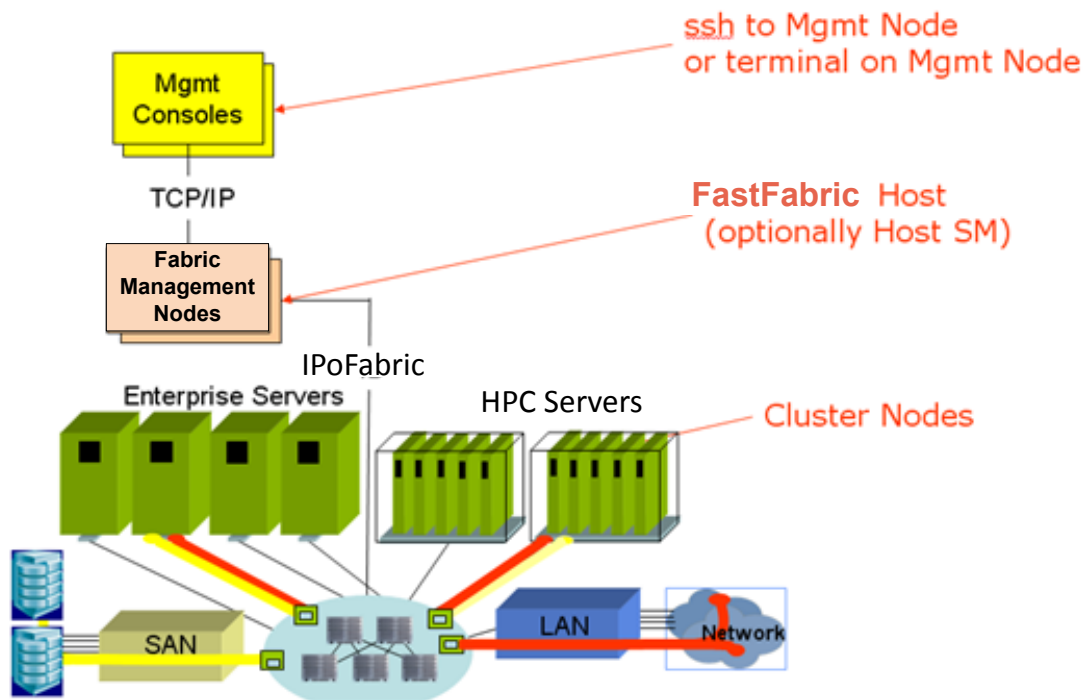 ssh to Mgmt Node
or terminal on Mgmt Node
Mgmt
Consoles
TCP/IP
FastFabric Host
(optionally Host SM)
Fabric
Management
Nodes
IPoFabric
Enterprise Servers
HPC Servers
Cluster Nodes
SAN
LAN
Network